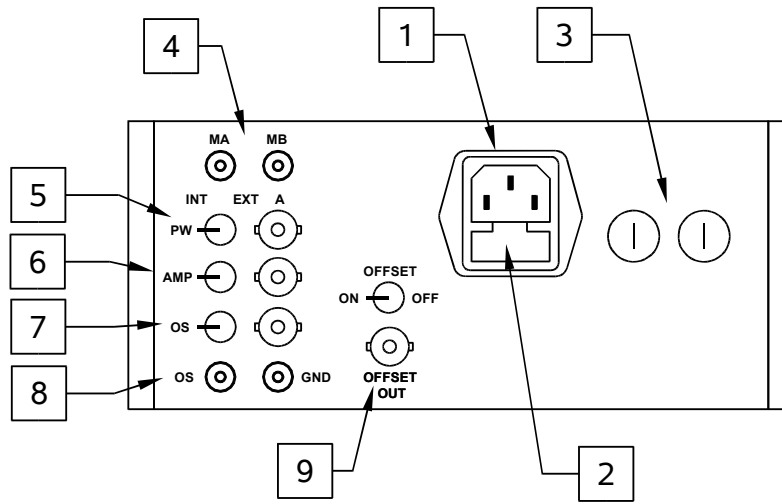 1
3
4
MA MB
5
INT EXT A
PW
6
AMP
OFFSET
ON OFF
7
OS
8
OS GND
OFFSET
OUT
9
2